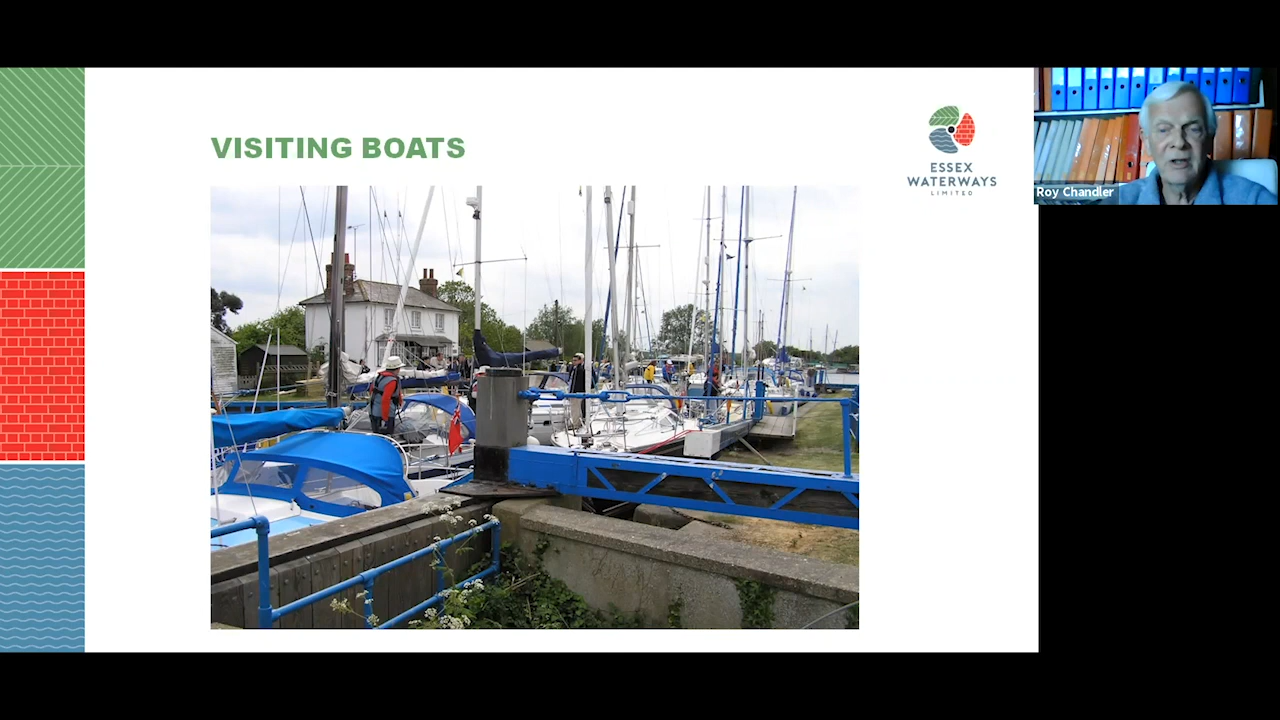 VISITING BOATS
ESSEX
WATERWAYS
LIMITED
Roy Chandler